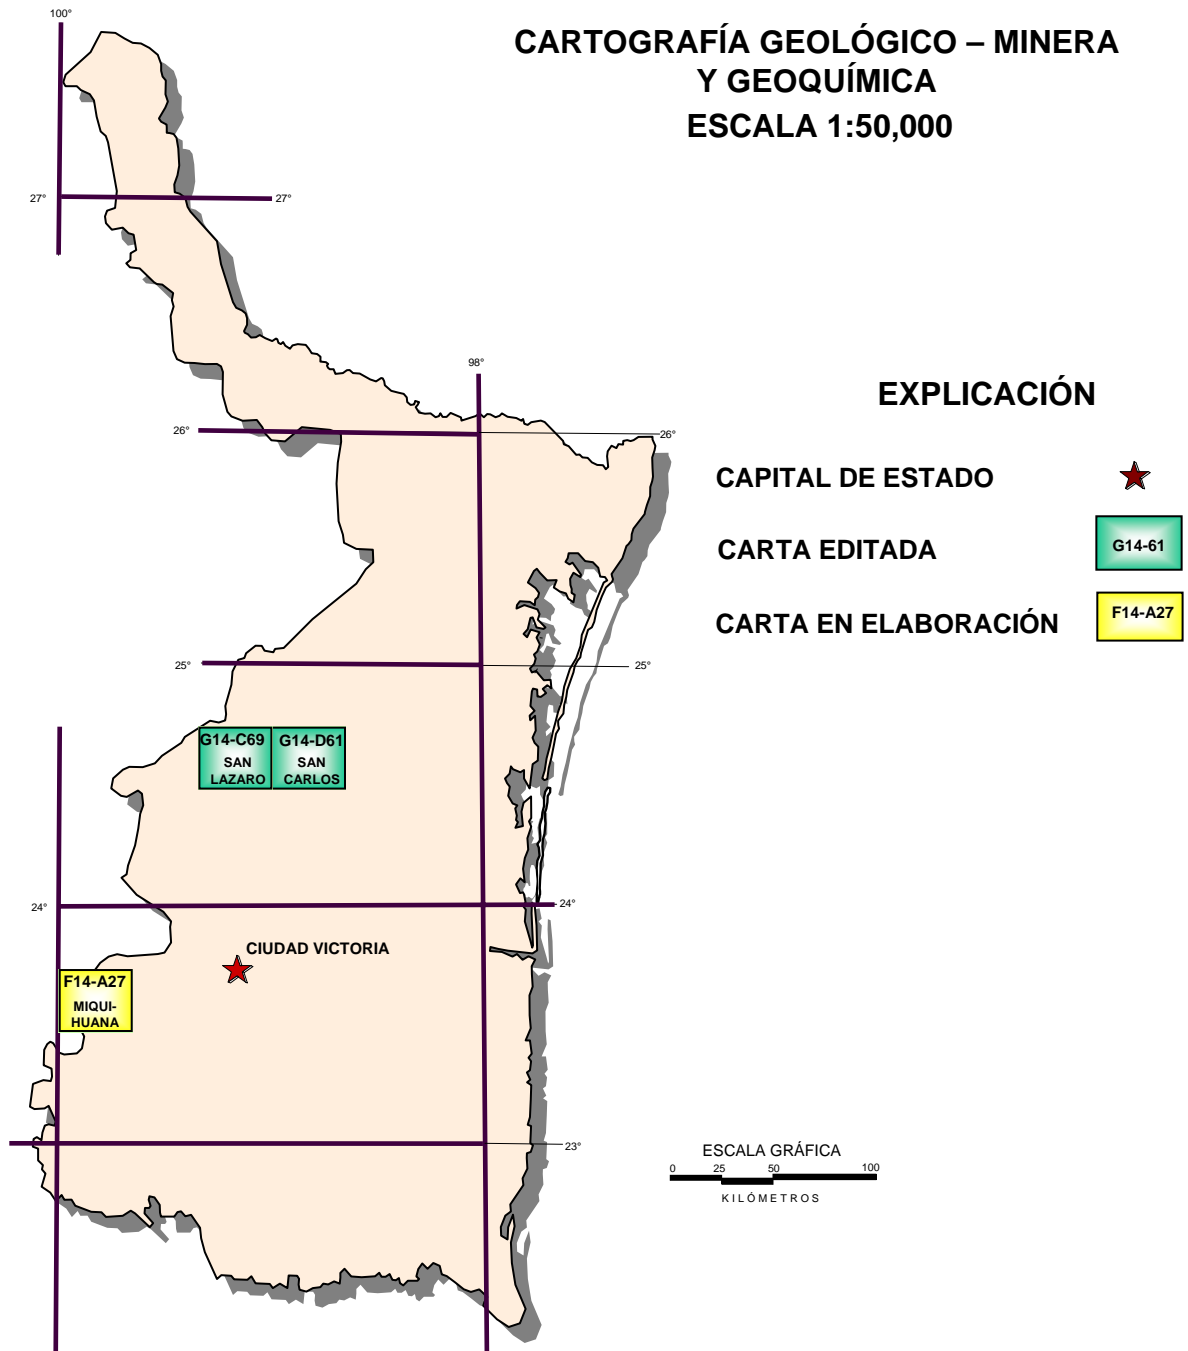 100°
CARTOGRAFÍA GEOLÓGICO – MINERA
Y GEOQUÍMICA
ESCALA 1:50,000
27°
27°
98°
EXPLICACIÓN
26°
26°
CAPITAL DE ESTADO
CARTA EDITADA
G14-61
CARTA EN ELABORACIÓN
F14-A27
25°
25°
G14-C69
SAN
LAZARO
G14-D61
SAN
CARLOS
24°
24°
CIUDAD VICTORIA
F14-A27
MIQUI-
HUANA
23°
ESCALA GRÁFICA
0 25 50 100
KILÓMETROS